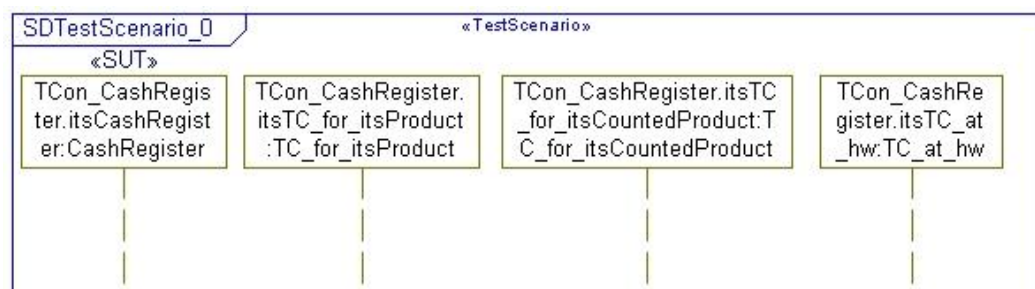 SDTestScenario_0
«TestScenario»
«SUT»
TCon_CashRegis
ter.itsCashRegist
er:CashRegister
TCon_CashRegister.
itsTC_for_itsProduct
:TC_for_itsProduct
TCon_CashRegister.itsTC
_for_itsCountedProduct:T
C_for_itsCountedProduct
TCon_CashRe
gister.itsTC_at
_hw:TC_at_hw